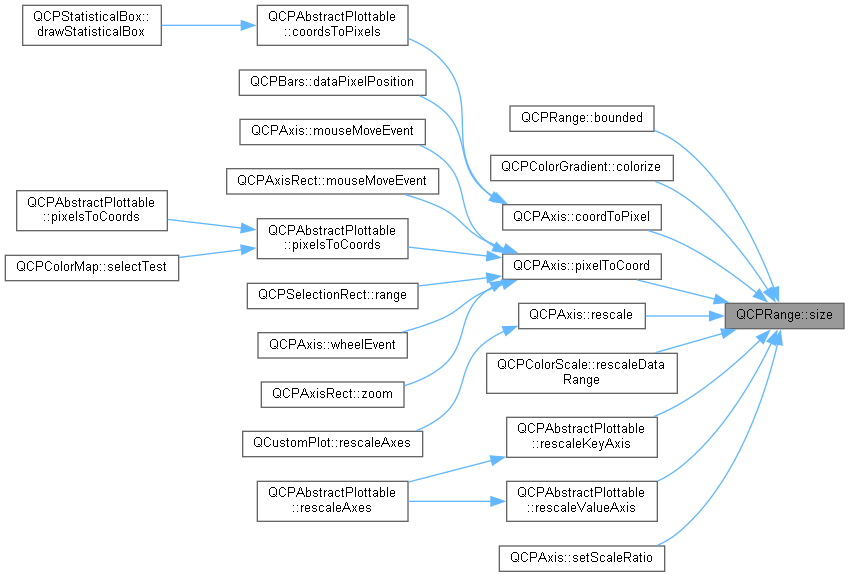 QCPStatisticalBox::
drawStatisticalBox
QCPAbstractPlottable
::coordsToPixels
QCPBars::dataPixelPosition
QCPAxis::mouseMoveEvent
QCPAxisRect::mouseMoveEvent
QCPAbstractPlottable
::pixelsToCoords
QCPColorMap::selectTest
QCPAbstractPlottable
::pixelsToCoords
QCPSelectionRect::range
QCPAxis::wheelEvent
QCPAxisRect::zoom
QCustomPlot::rescaleAxes
QCPAbstractPlottable
::rescaleAxes
QCPRange::bounded
QCPColorGradient::colorize
QCPAxis::coordToPixel
QCPAxis::pixelToCoord
QCPAxis::rescale
QCPColorScale::rescaleData
Range
QCPAbstractPlottable
::rescaleKeyAxis
QCPAbstractPlottable
::rescaleValueAxis
QCPAxis::setScaleRatio
QCPRange::size